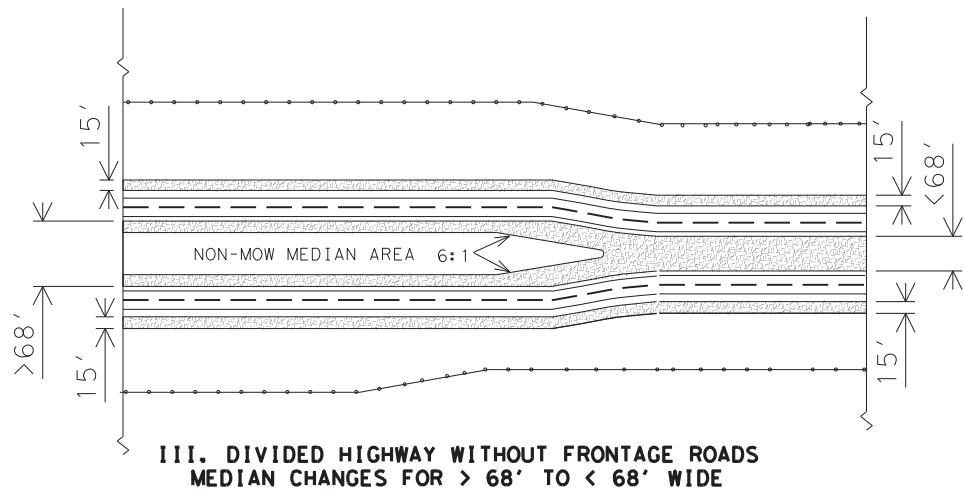 15'
15'
<68'
NON-MOW MEDIAN AREA 6:1
>68'
15'
15'
III. DIVIDED HIGHWAY WITHOUT FRONTAGE ROADS
MEDIAN CHANGES FOR > 68' TO < 68' WIDE